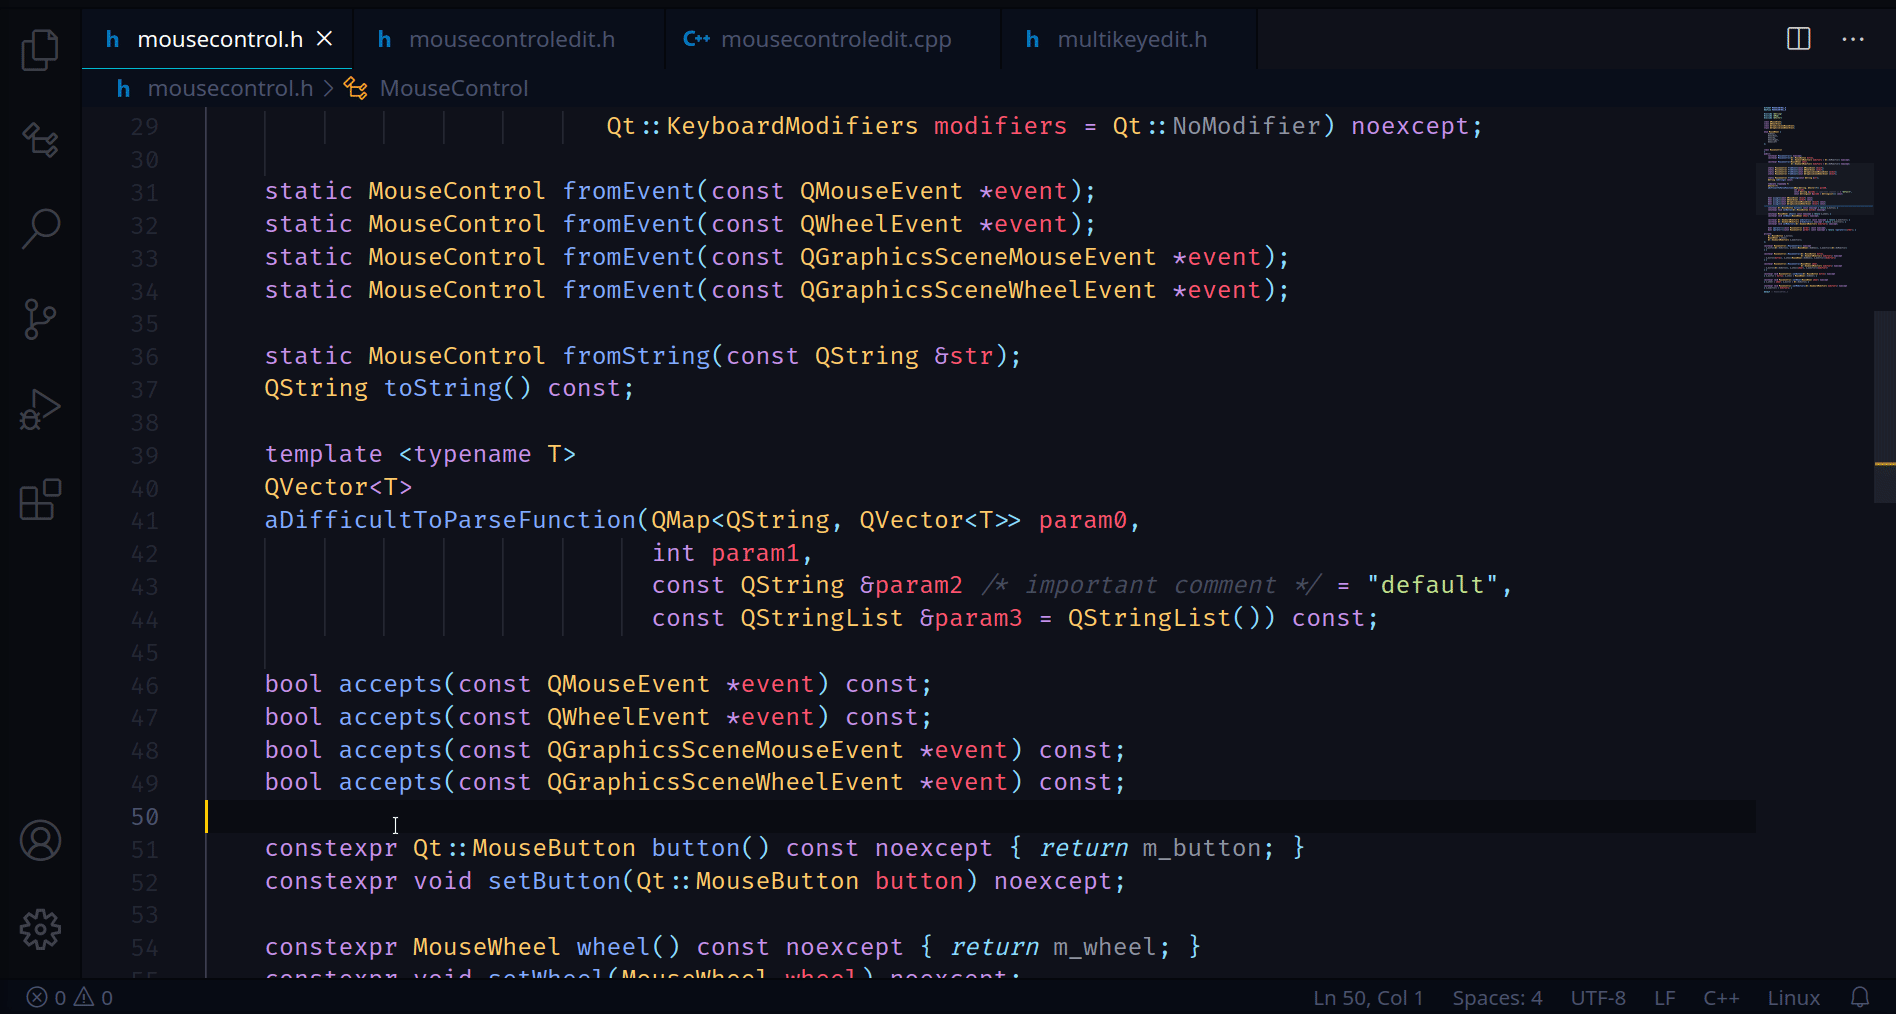 h mousecontrol.h h mousecontroledit.h C++ mousecontroledit.cpp h multikeyedit.h
h mousecontrol.h > MouseControl
29 Qt::KeyboardModifiers modifiers = Qt::NoModifier) noexcept;
30
31 static MouseControl fromEvent(const QMouseEvent *event);
32 static MouseControl fromEvent(const QWheelEvent *event);
33 static MouseControl fromEvent(const QGraphicsSceneMouseEvent *event);
34 static MouseControl fromEvent(const QGraphicsSceneWheelEvent *event);
35
36 static MouseControl fromString(const QString &str);
37 QString toString() const;
38
39 template <typename T>
40 QVector<T>
41 aDifficultToParseFunction(QMap<QString, QVector<T>> param0,
42 int param1,
43 const QString &param2 /* important comment */ = "default",
44 const QStringList &param3 = QStringList()) const;
45
46 bool accepts(const QMouseEvent *event) const;
47 bool accepts(const QWheelEvent *event) const;
48 bool accepts(const QGraphicsSceneMouseEvent *event) const;
49 bool accepts(const QGraphicsSceneWheelEvent *event) const;
50
51 constexpr Qt::MouseButton button() const noexcept { return m_button; }
52 constexpr void setButton(Qt::MouseButton button) noexcept;
53
54 constexpr MouseWheel wheel() const noexcept { return m_wheel; }
55 constexpr void setWheel(MouseWheel wheel) noexcept;
0 0 Ln 50, Col 1 Spaces: 4 UTF-8 LF C++ Linux